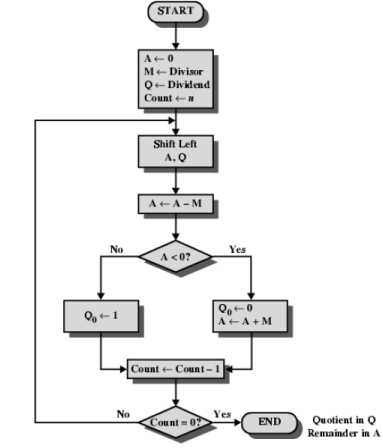 START
A ← 0
M ← Divisor
Q ← Dividend
Count ← n
Shift Left
A, Q
A ← A – M
No
A < 0?
Yes
Q₀ ← 1
Q₀ ← 0
A ← A + M
Count ← Count – 1
No
Count = 0?
Yes
END
Quotient in Q
Remainder in A